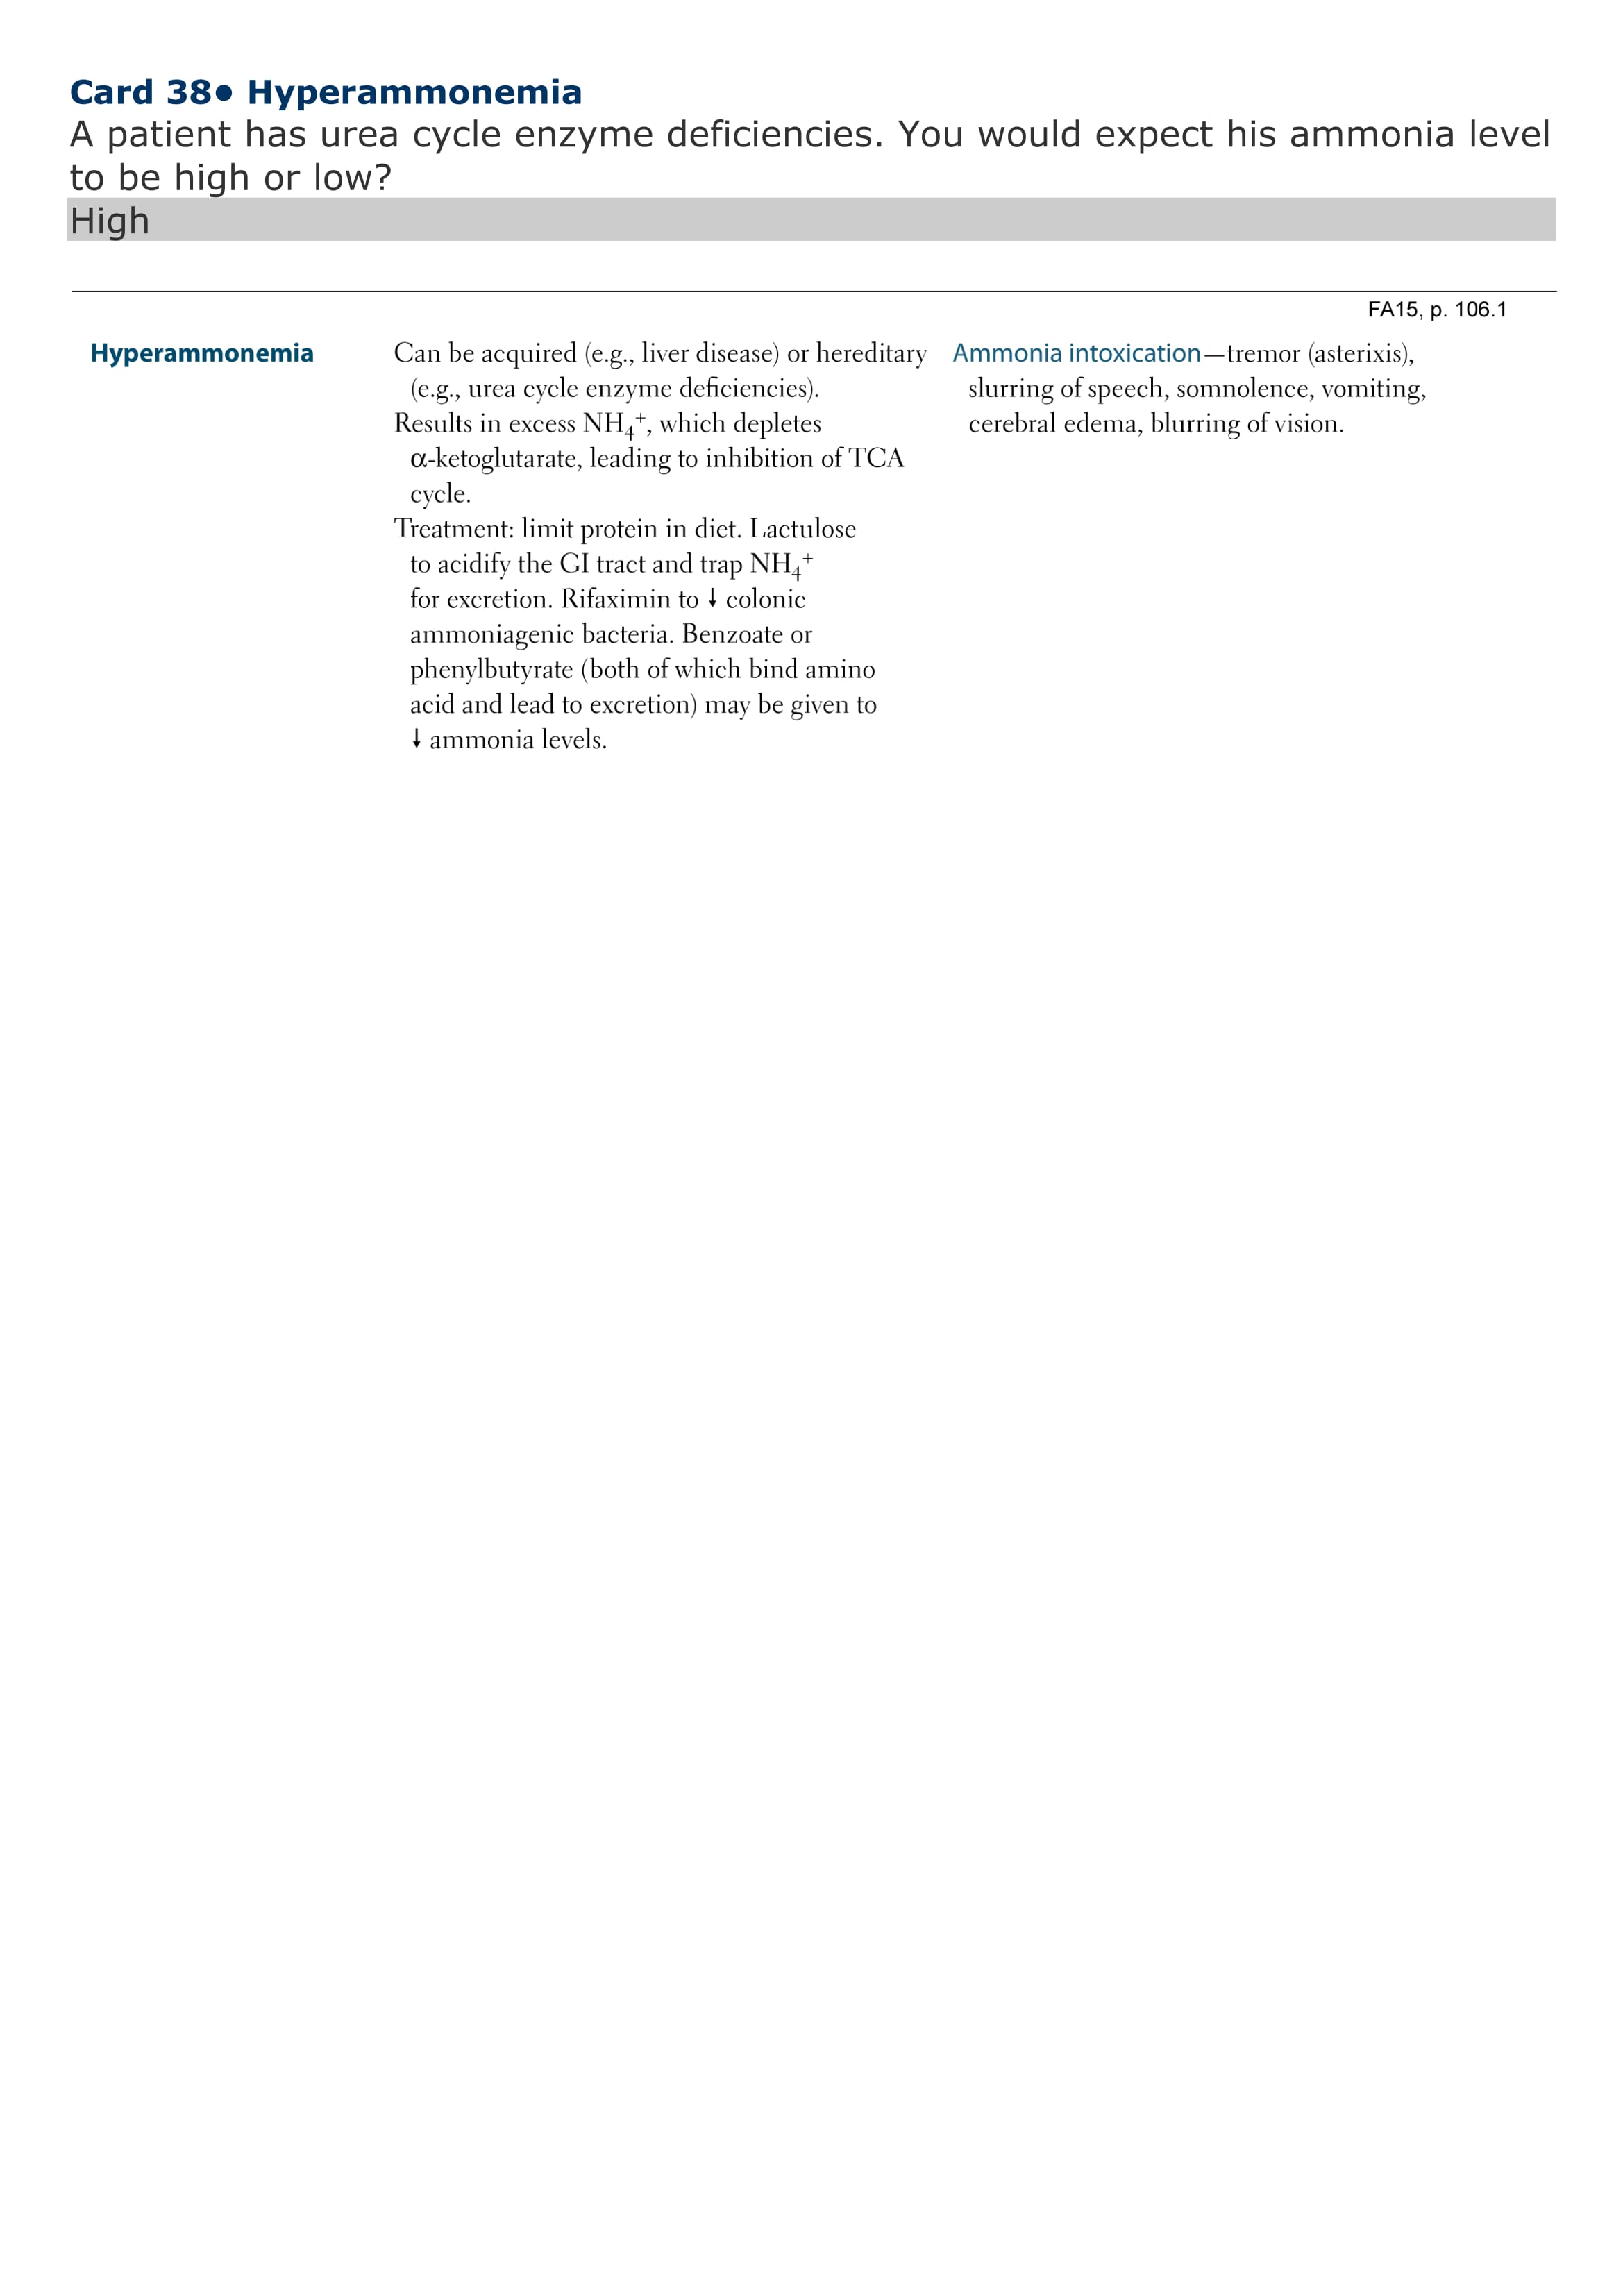 Card 38• Hyperammonemia
A patient has urea cycle enzyme deficiencies. You would expect his ammonia level
to be high or low?
High
FA15, p. 106.1
Hyperammonemia
Can be acquired (e.g., liver disease) or hereditary
(e.g., urea cycle enzyme deficiencies).
Results in excess NH₄⁺, which depletes
α-ketoglutarate, leading to inhibition of TCA
cycle.
Treatment: limit protein in diet. Lactulose
to acidify the GI tract and trap NH₄⁺
for excretion. Rifaximin to ↓ colonic
ammoniagenic bacteria. Benzoate or
phenylbutyrate (both of which bind amino
acid and lead to excretion) may be given to
↓ ammonia levels.
Ammonia intoxication—tremor (asterixis),
slurring of speech, somnolence, vomiting,
cerebral edema, blurring of vision.